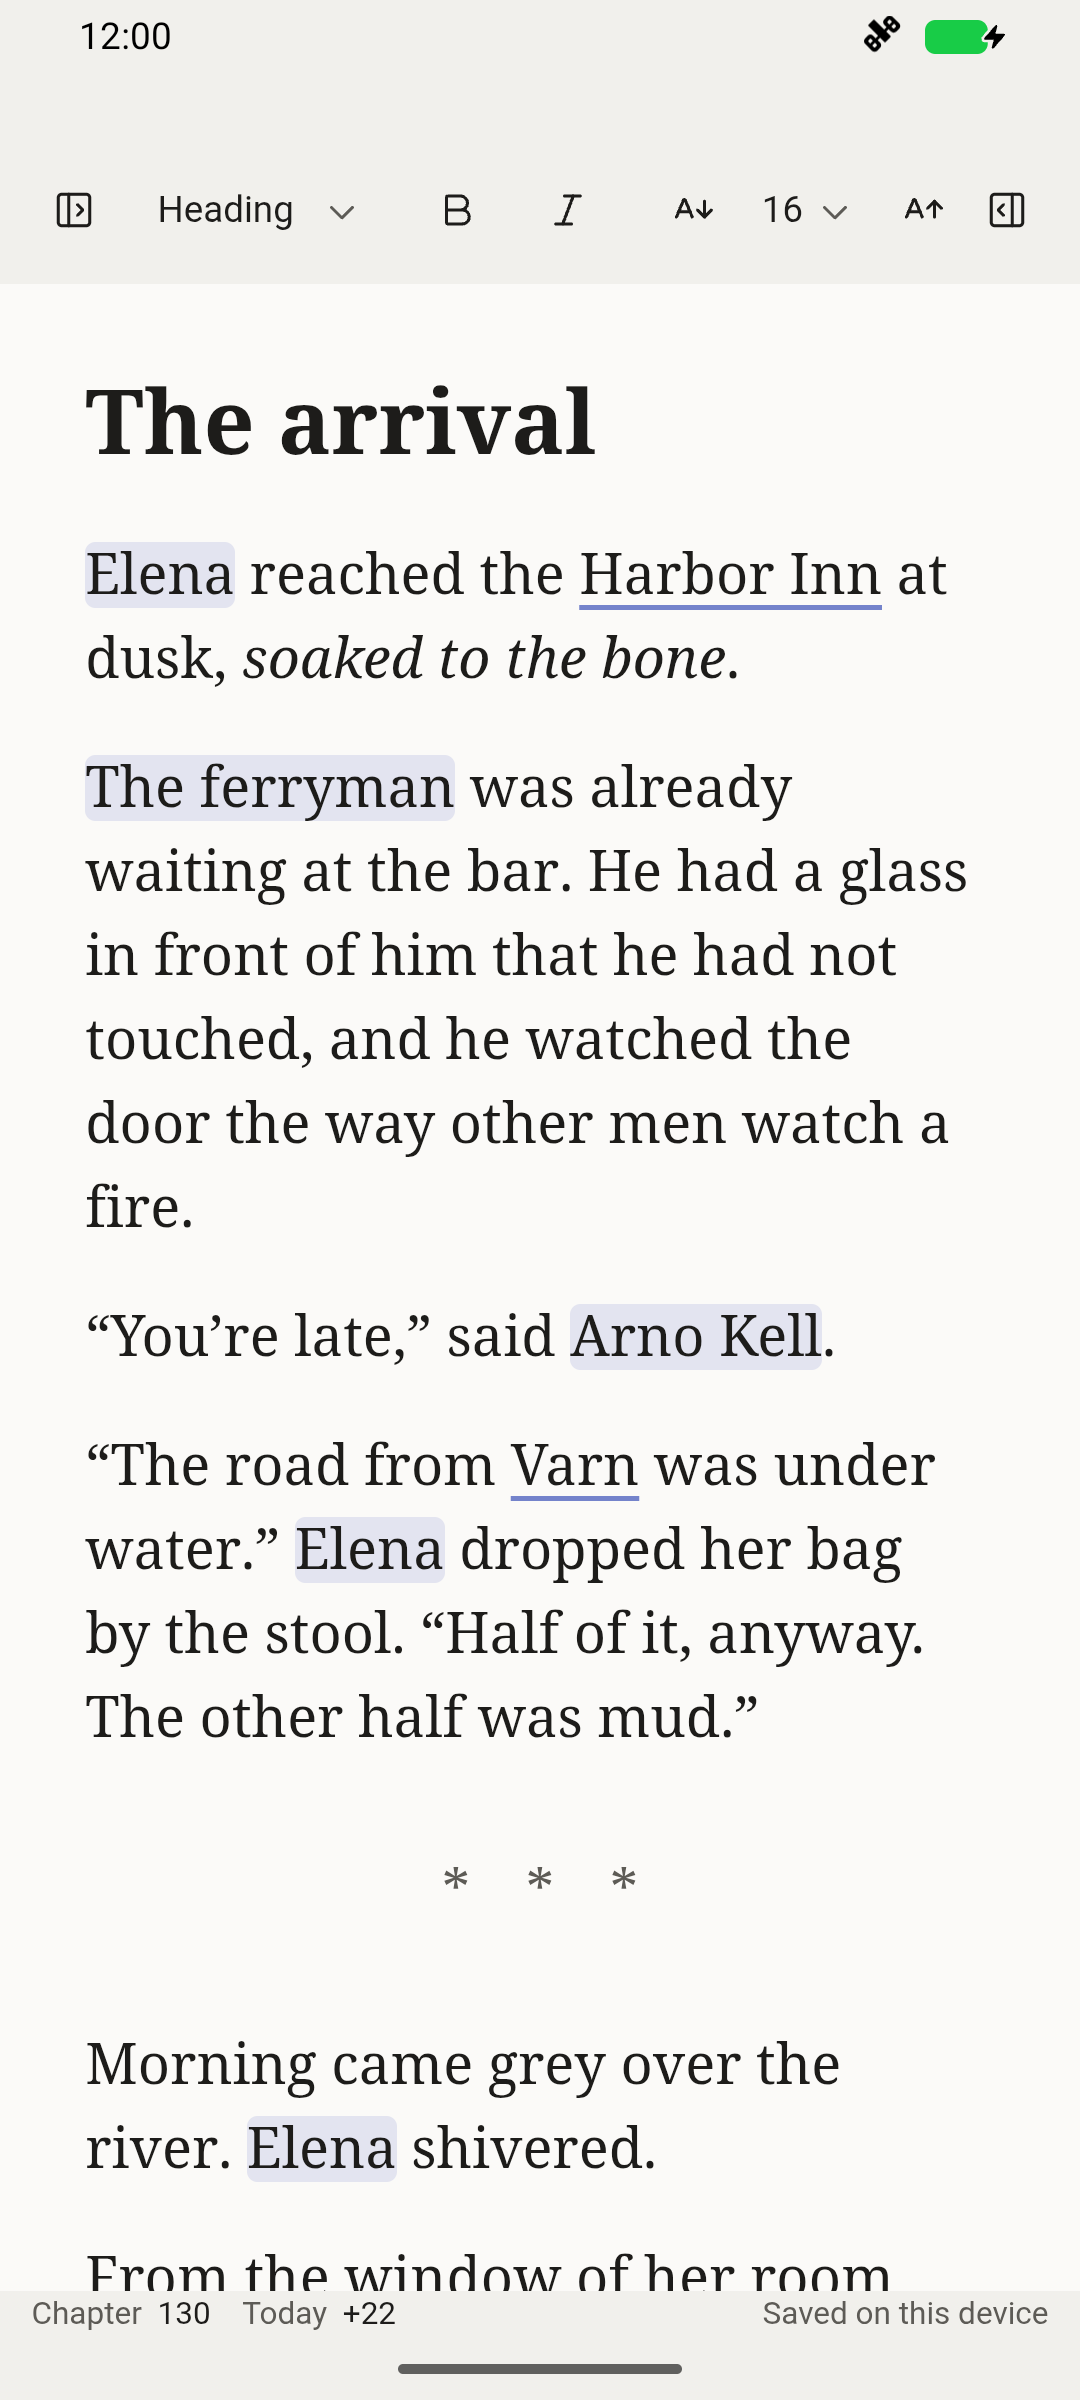 12:00
Heading
B
I
A
16
A
The arrival
Elena reached the Harbor Inn at
dusk, soaked to the bone.
The ferryman was already
waiting at the bar. He had a glass
in front of him that he had not
touched, and he watched the
door the way other men watch a
fire.
“You’re late,” said Arno Kell.
“The road from Varn was under
water.” Elena dropped her bag
by the stool. “Half of it, anyway.
The other half was mud.”
* * *
Morning came grey over the
river. Elena shivered.
From the window of her room
Chapter 130 Today +22 Saved on this device